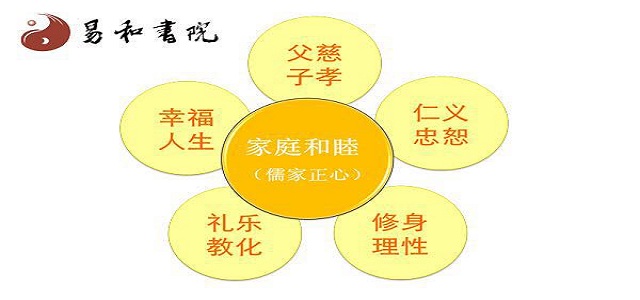 易和書院
父慈
子孝
幸福
人生
仁义
忠恕
家庭和睦
（儒家正心）
礼乐
教化
修身
理性